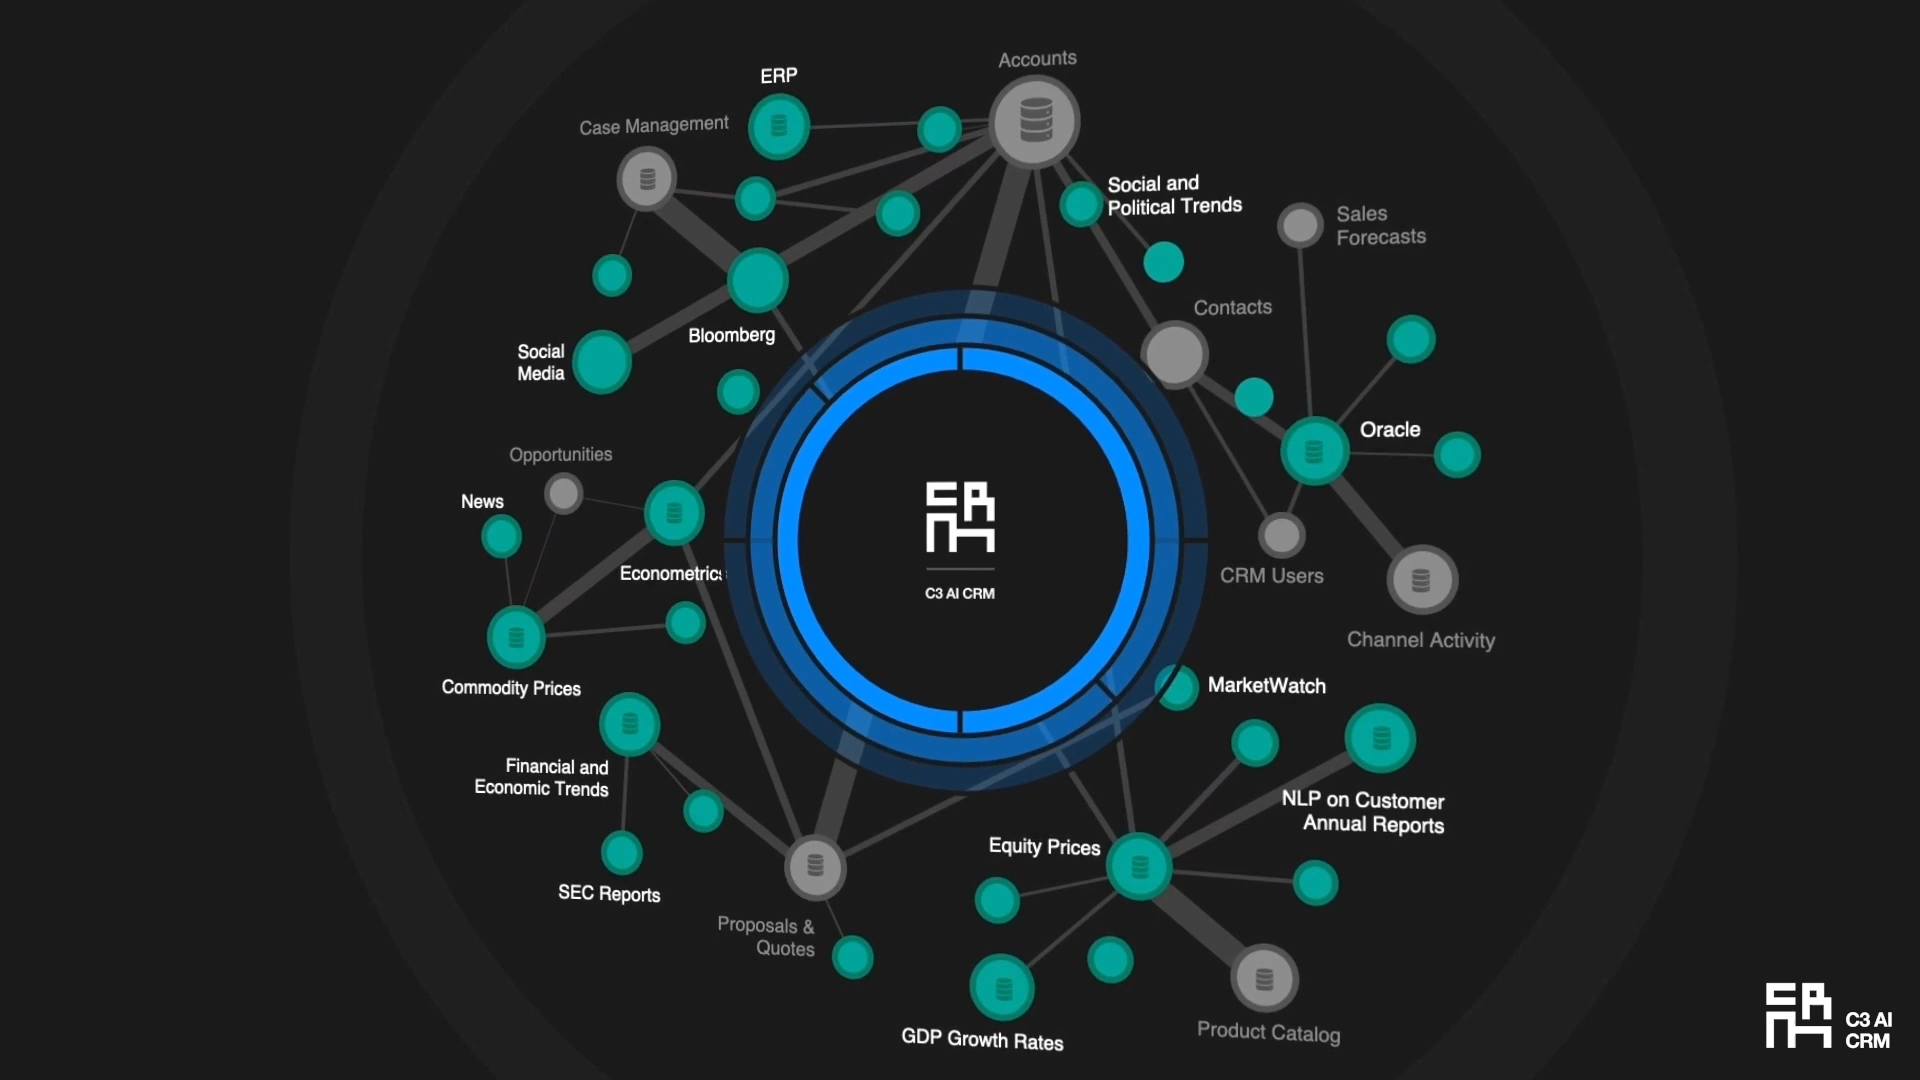 Accounts
ERP
Case Management
Social and
Political Trends
Sales
Forecasts
Contacts
Bloomberg
Social
Media
Oracle
Opportunities
News
Econometrics
CRM Users
C3 AI CRM
Channel Activity
Commodity Prices
MarketWatch
Financial and
Economic Trends
NLP on Customer
Annual Reports
Equity Prices
SEC Reports
Proposals &
Quotes
GDP Growth Rates
Product Catalog
C3 AI
CRM